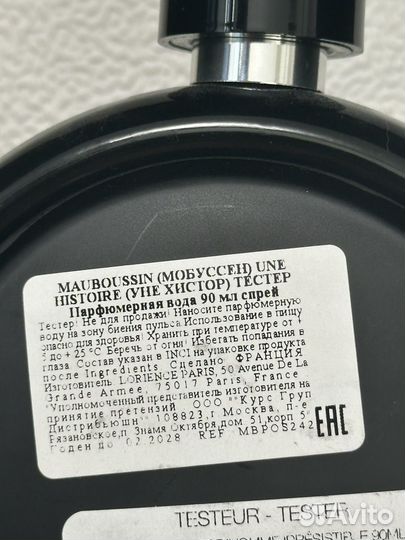 MAUBOUSSIN (МОБУССЕН) UNE
HISTOIRE (УНЕ ХИСТОР) ТЕСТЕР
Парфюмерная вода 90 мл спрей
Тестер! Не для продажи! Наносите парфюмерную
воду на зону биения пульса. Использование в пищу
опасно для здоровья! Хранить при температуре от +
5 до + 25 °C. Беречь от огня! Избегать попадания в
глаза. Состав указан в INCI на упаковке продукта
после Ingredients. Сделано ФРАНЦИЯ
Изготовитель LORIENCE PARIS, 50 Avenue De La
Grande Armee, 75017 Paris, France
"Уполномоченный представитель изготовителя на
принятие претензий ООО "Курс Груп
Дистрибьюшн" 108823, г Москва, п-е
Рязановское, п. Знамя Октября, дом 51, корп 5"
Годен до 02.2028 REF MBPOS242
EAC
TESTEUR - TESTER
HOMME IRRÉSISTIBLE 90ML
Avito